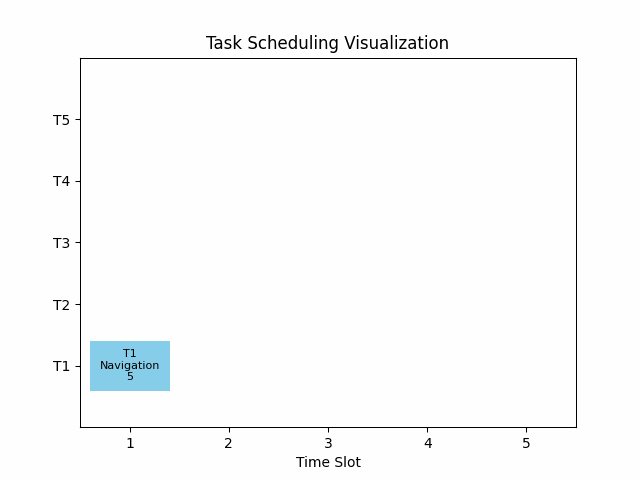 Task Scheduling Visualization
T5
T4
T3
T2
T1
T1
Navigation
5
1 2 3 4 5
Time Slot